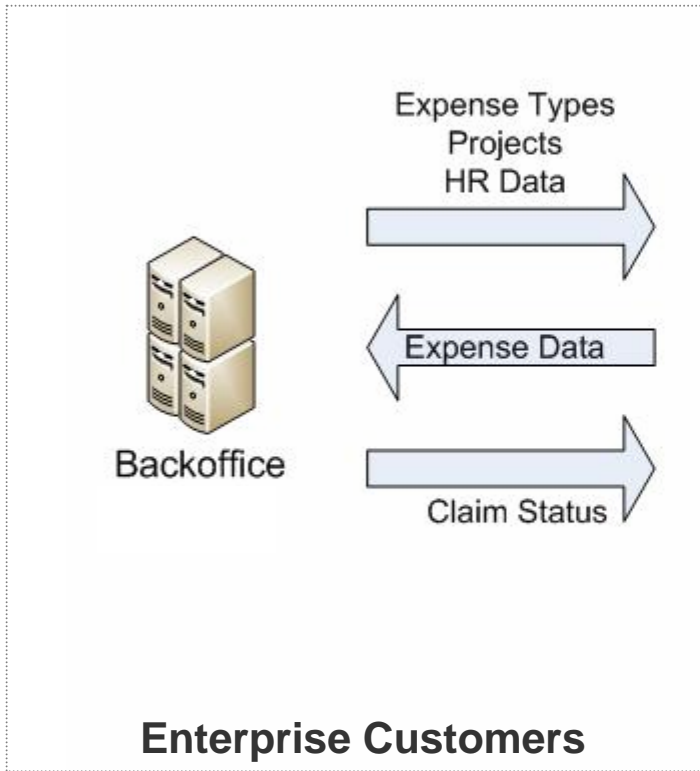 Expense Types
Projects
HR Data
Expense Data
Backoffice
Claim Status
Enterprise Customers